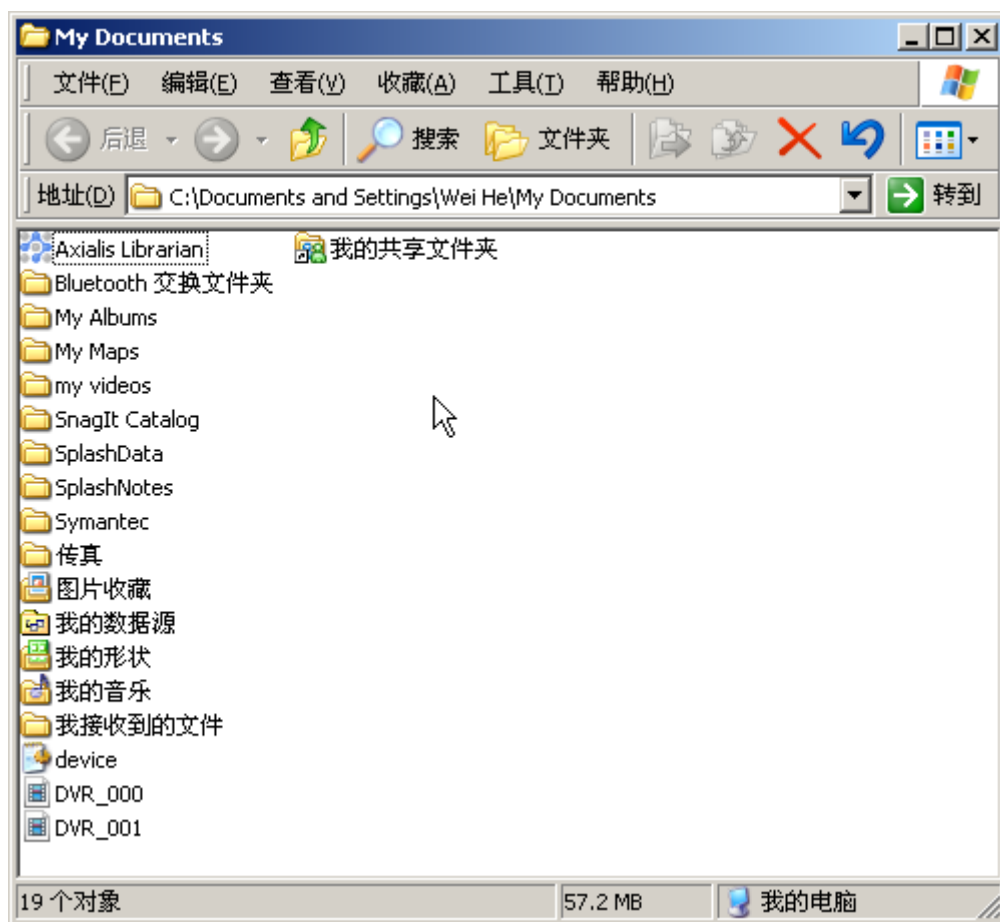 My Documents
文件(F) 编辑(E) 查看(V) 收藏(A) 工具(T) 帮助(H)
后退 搜索 文件夹
地址(D) C:\Documents and Settings\Wei He\My Documents 转到
Axialis Librarian
Bluetooth 交换文件夹
My Albums
My Maps
my videos
SnagIt Catalog
SplashData
SplashNotes
Symantec
传真
图片收藏
我的数据源
我的形状
我的音乐
我接收到的文件
device
DVR_000
DVR_001
我的共享文件夹
19 个对象 57.2 MB 我的电脑